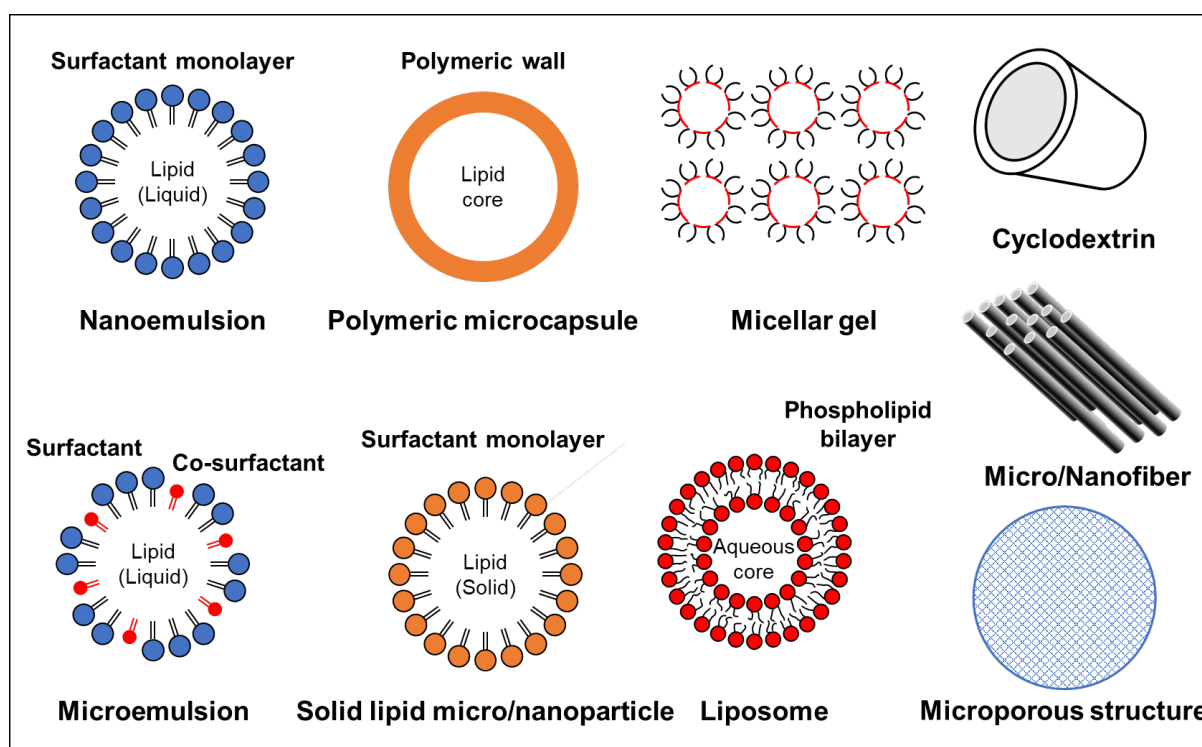 Surfactant monolayer
Lipid
(Liquid)
Nanoemulsion
Polymeric wall
Lipid
core
Polymeric microcapsule
Micellar gel
Cyclodextrin
Surfactant
Co-surfactant
Lipid
(Liquid)
Microemulsion
Surfactant monolayer
Lipid
(Solid)
Solid lipid micro/nanoparticle
Phospholipid
bilayer
Aqueous
core
Liposome
Micro/Nanofiber
Microporous structure